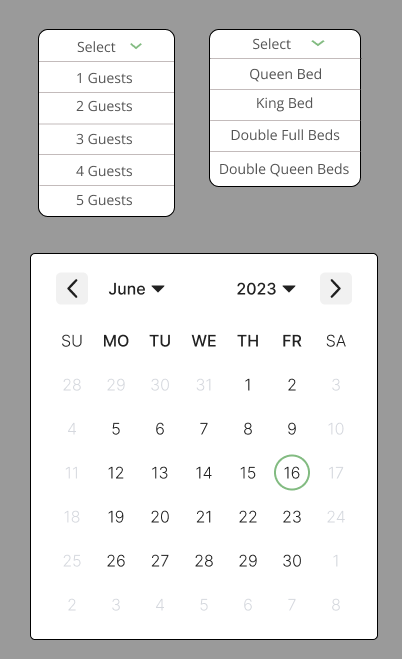 Select
1 Guests
2 Guests
3 Guests
4 Guests
5 Guests
Select
Queen Bed
King Bed
Double Full Beds
Double Queen Beds
June 2023
SU MO TU WE TH FR SA
28 29 30 31 1 2 3
4 5 6 7 8 9 10
11 12 13 14 15 16 17
18 19 20 21 22 23 24
25 26 27 28 29 30 1
2 3 4 5 6 7 8